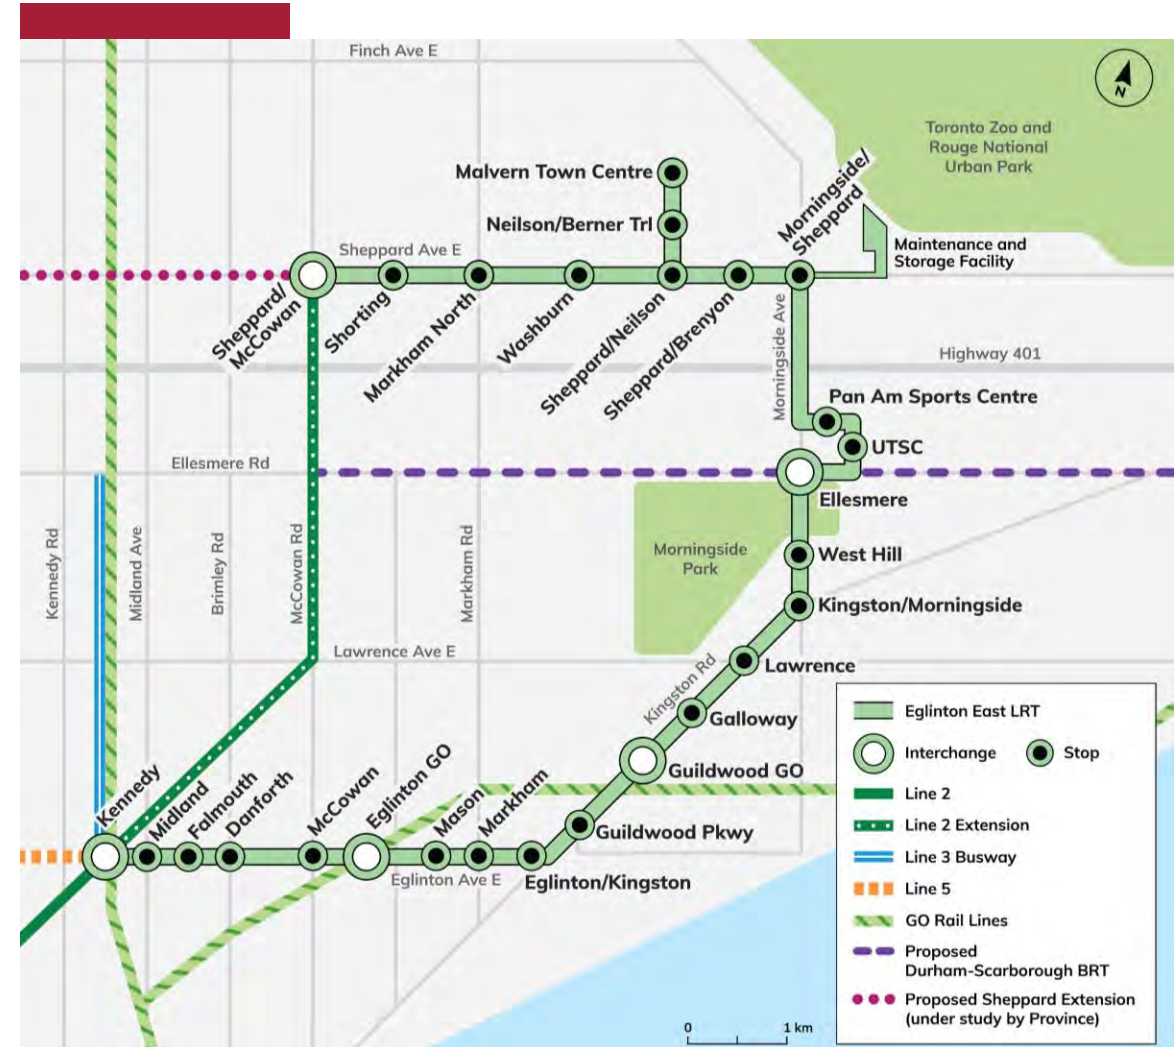 Finch Ave E
N
Toronto Zoo and
Rouge National
Urban Park
Malvern Town Centre
Neilson/Berner Trl
Morningside/
Sheppard
Sheppard Ave E
Maintenance and
Storage Facility
Sheppard/
McCowan
Shorting
Markham North
Washburn
Sheppard/Neilson
Sheppard/Brenyon
Morningside Ave
Highway 401
Pan Am Sports Centre
UTSC
Ellesmere Rd
Ellesmere
Kennedy Rd
Midland Ave
Brimley Rd
McCowan Rd
Markham Rd
Morningside
Park
West Hill
Kingston/Morningside
Lawrence Ave E
Lawrence
Kingston Rd
Galloway
Guildwood GO
Guildwood Pkwy
Kennedy
Midland
Falmouth
Danforth
McCowan
Eglinton GO
Mason
Markham
Eglinton Ave E
Eglinton/Kingston
Eglinton East LRT
Interchange
Stop
Line 2
Line 2 Extension
Line 3 Busway
Line 5
GO Rail Lines
Proposed
Durham-Scarborough BRT
Proposed Sheppard Extension
(under study by Province)
0 1 km